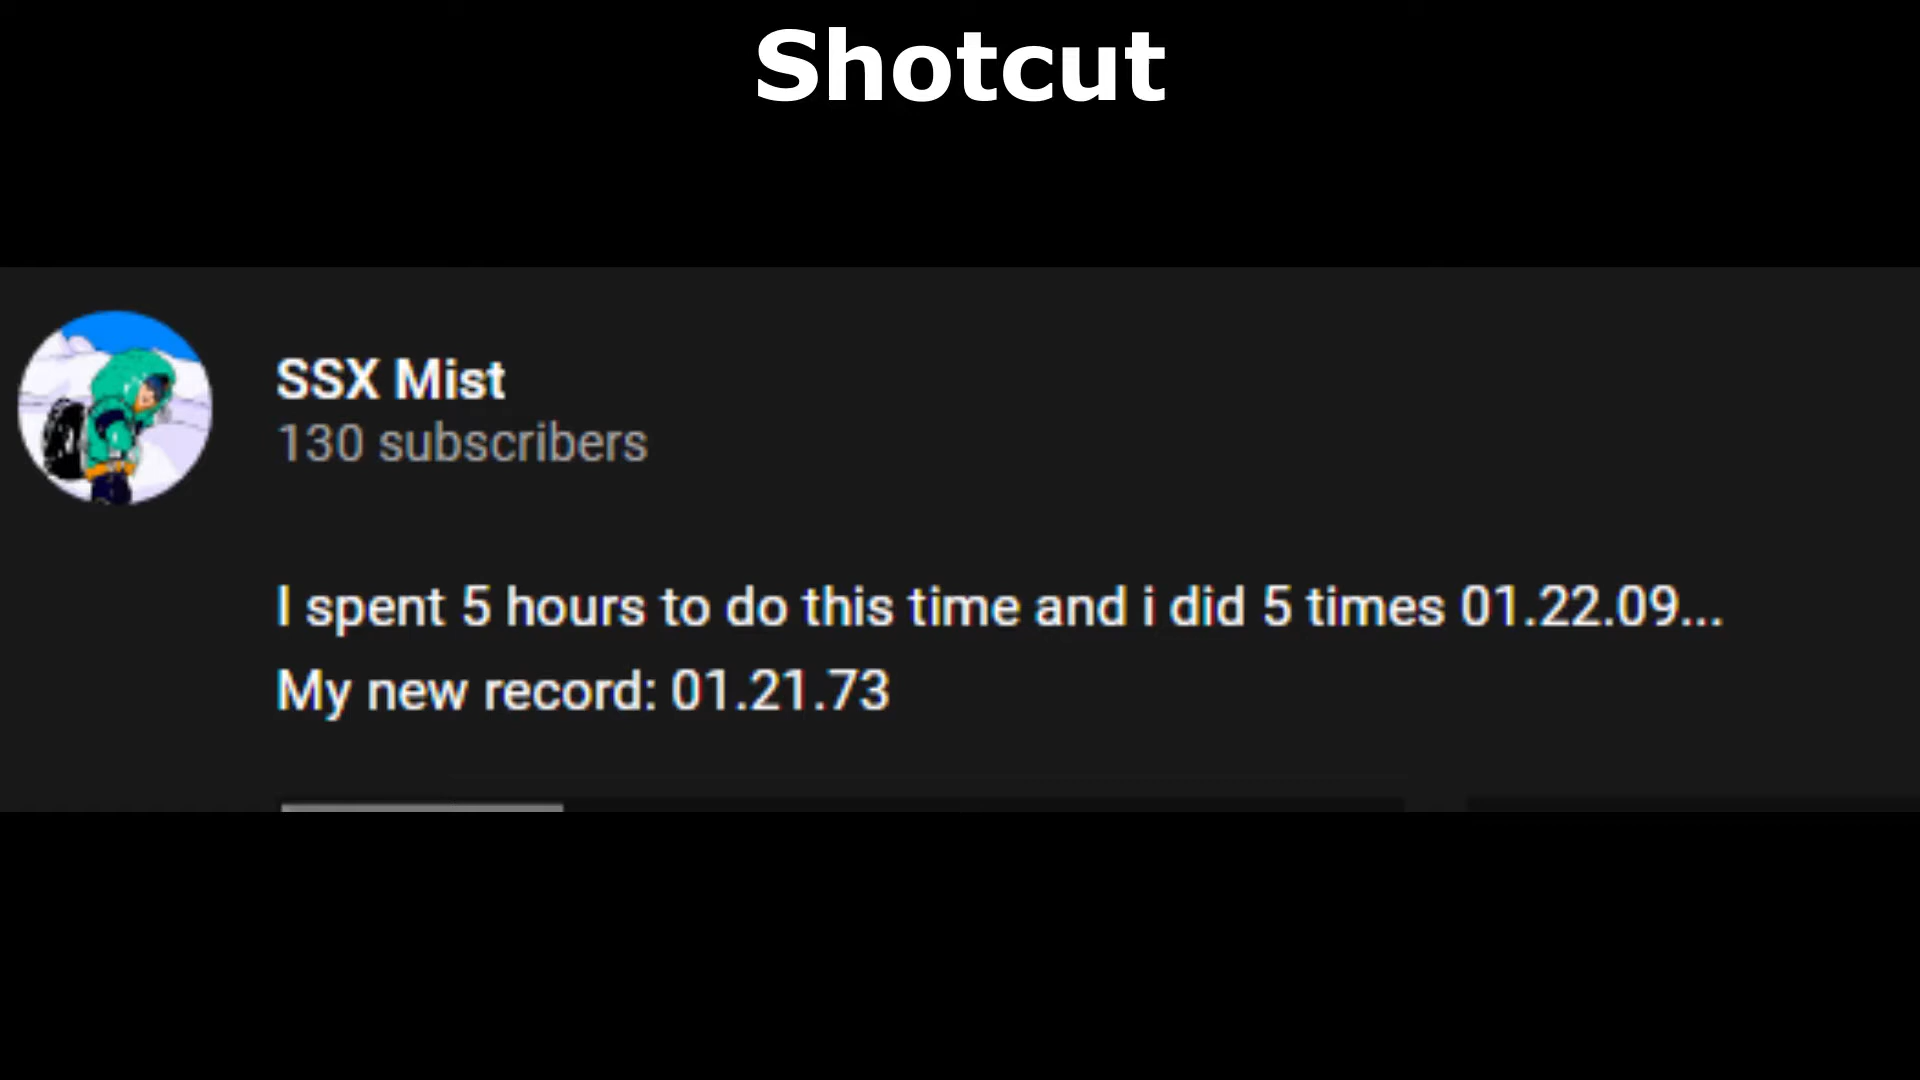 Shotcut
SSX Mist
130 subscribers
I spent 5 hours to do this time and i did 5 times 01.22.09...
My new record: 01.21.73